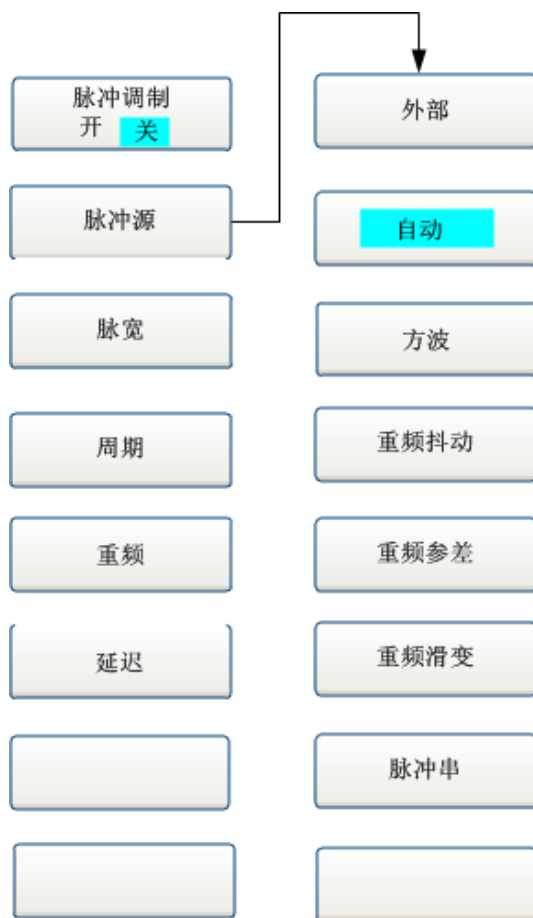 脉冲调制
开 关
脉冲源
脉宽
周期
重频
延迟
外部
自动
方波
重频抖动
重频参差
重频滑变
脉冲串